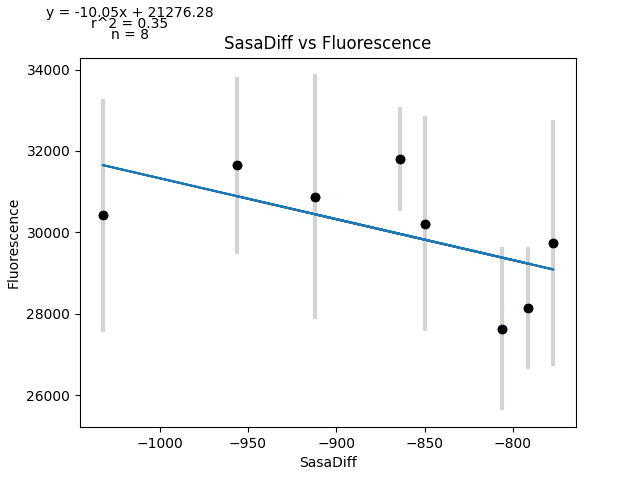 y = -10.05x + 21276.28
r^2 = 0.35
n = 8
SasaDiff vs Fluorescence
34000
32000
30000
28000
26000
Fluorescence
−1000
−950
−900
−850
−800
SasaDiff